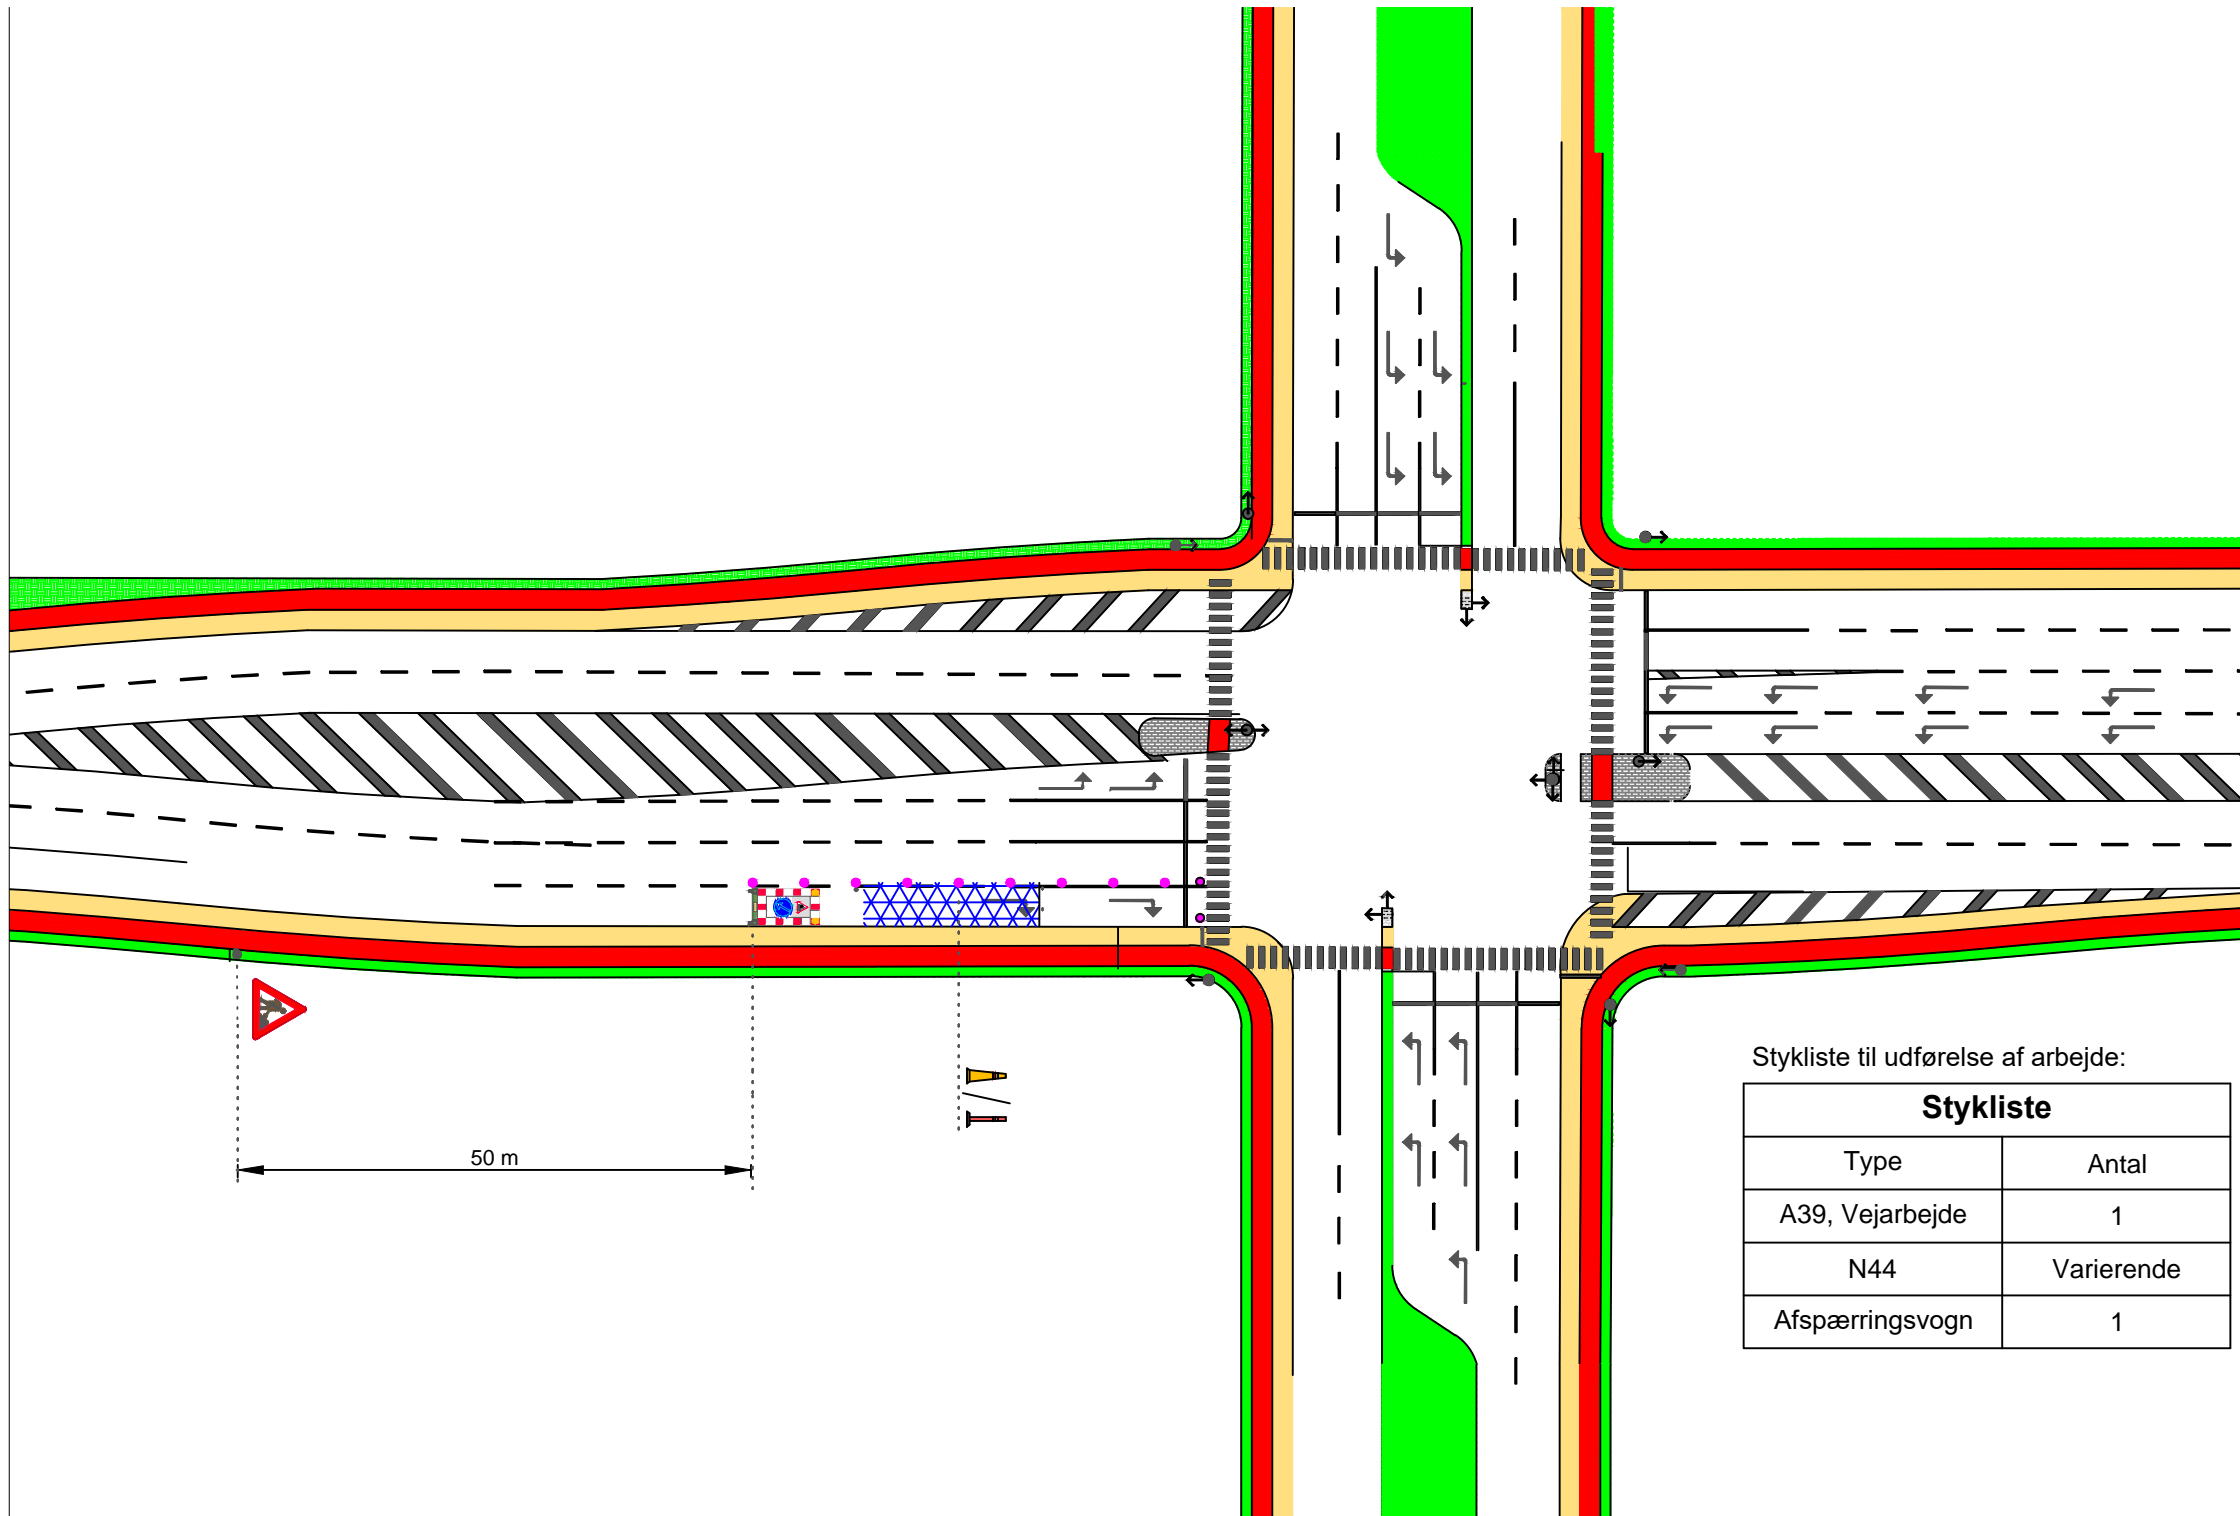 50 m
Stykliste til udførelse af arbejde:
Stykliste
Type Antal
A39, Vejarbejde 1
N44 Varierende
Afspærringsvogn 1